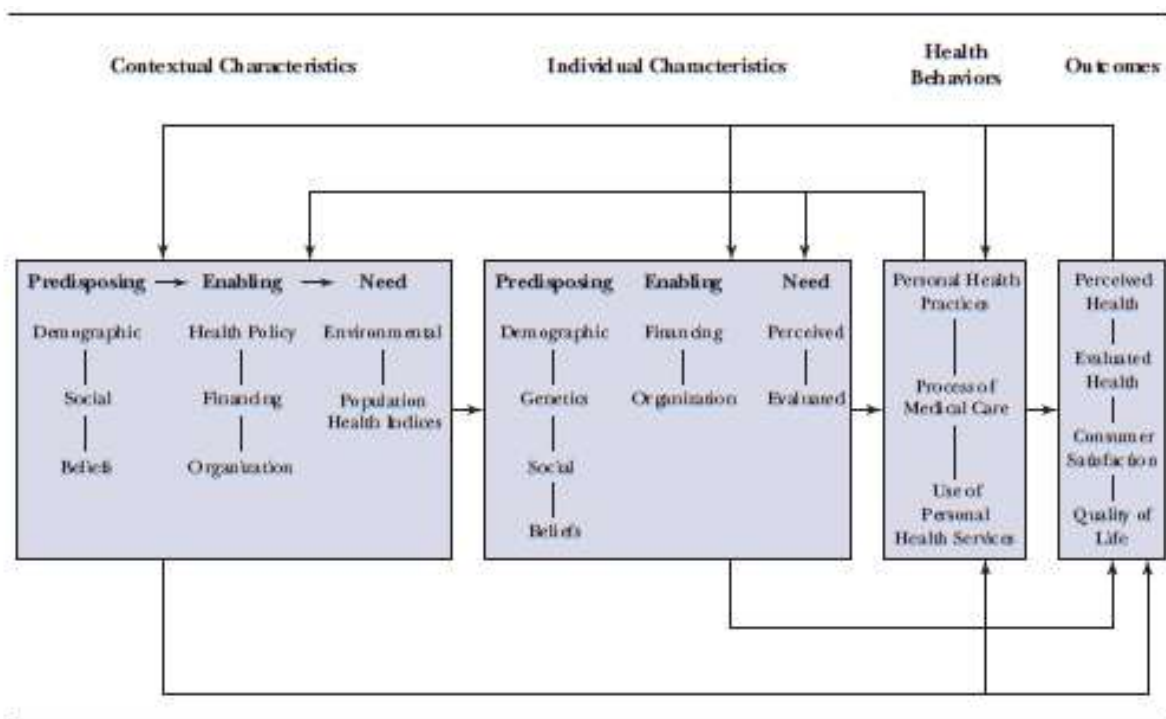 Contextual Characteristics
Individual Characteristics
Health
Behaviors
Outcomes
Predisposing
Enabling
Need
Demographic
Social
Beliefs
Health Policy
Financing
Organization
Environmental
Population
Health Indices
Predisposing
Enabling
Need
Demographic
Genetics
Social
Beliefs
Financing
Organization
Perceived
Evaluated
Personal Health
Practices
Process of
Medical Care
Use of
Personal
Health Services
Perceived
Health
Evaluated
Health
Consumer
Satisfaction
Quality of
Life